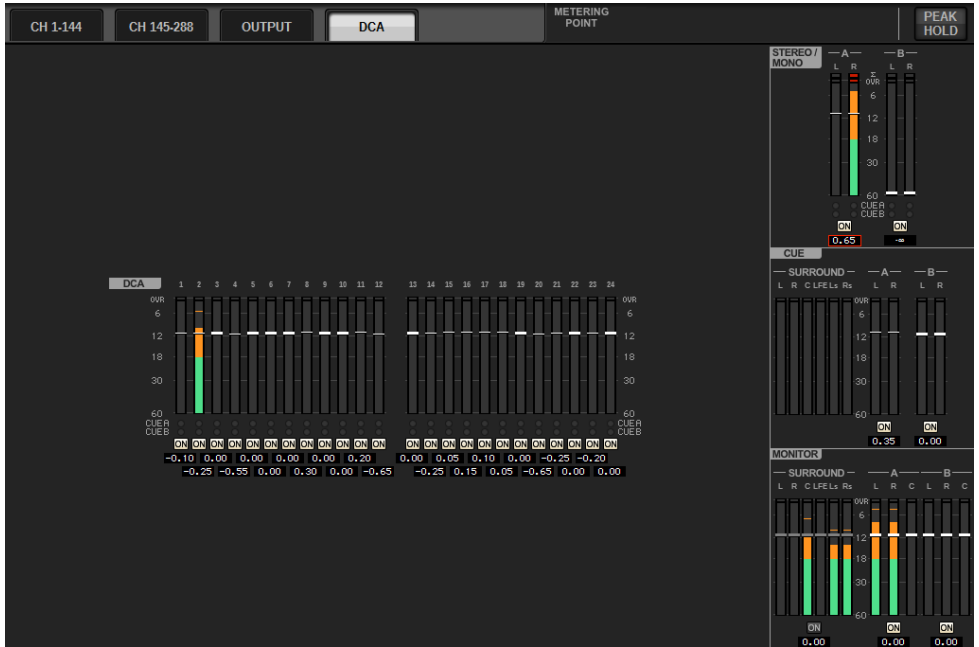 CH 1-144 CH 145-288 OUTPUT DCA METERING POINT PEAK HOLD
STEREO/ MONO A B
L R L R
Σ
OVR
6
12
18
30
60
CUE A
CUE B
ON ON
0.65 -∞
CUE
SURROUND A B
L R C LFE Ls Rs L R L R
OVR
6
12
18
30
60
ON ON
0.35 0.00
DCA 1 2 3 4 5 6 7 8 9 10 11 12 13 14 15 16 17 18 19 20 21 22 23 24
OVR OVR
6 6
12 12
18 18
30 30
60 60
CUE A CUE A
CUE B CUE B
ON ON ON ON ON ON ON ON ON ON ON ON ON ON ON ON ON ON ON ON ON ON ON ON
-0.10 0.00 0.00 0.00 0.00 0.20 0.00 0.05 0.10 0.00 -0.25 -0.20
-0.25 -0.55 0.00 0.30 0.00 -0.65 -0.25 0.15 0.05 -0.65 0.00 0.00
MONITOR
SURROUND A B
L R C LFE Ls Rs L R C L R C
OVR
6
12
18
30
60
ON ON ON
0.00 0.00 0.00